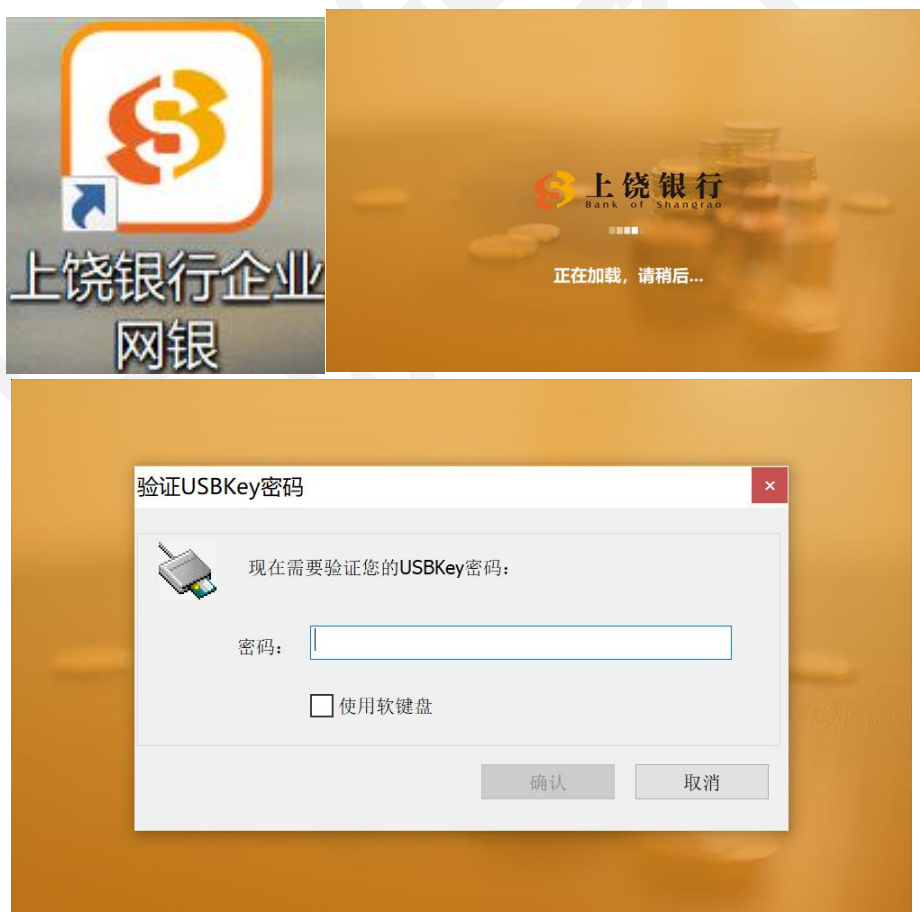 上饶银行企业
网银
上饶银行
Bank of Shangrao
正在加载，请稍后...
验证USBKey密码
现在需要验证您的USBKey密码：
密码：
使用软键盘
确认
取消